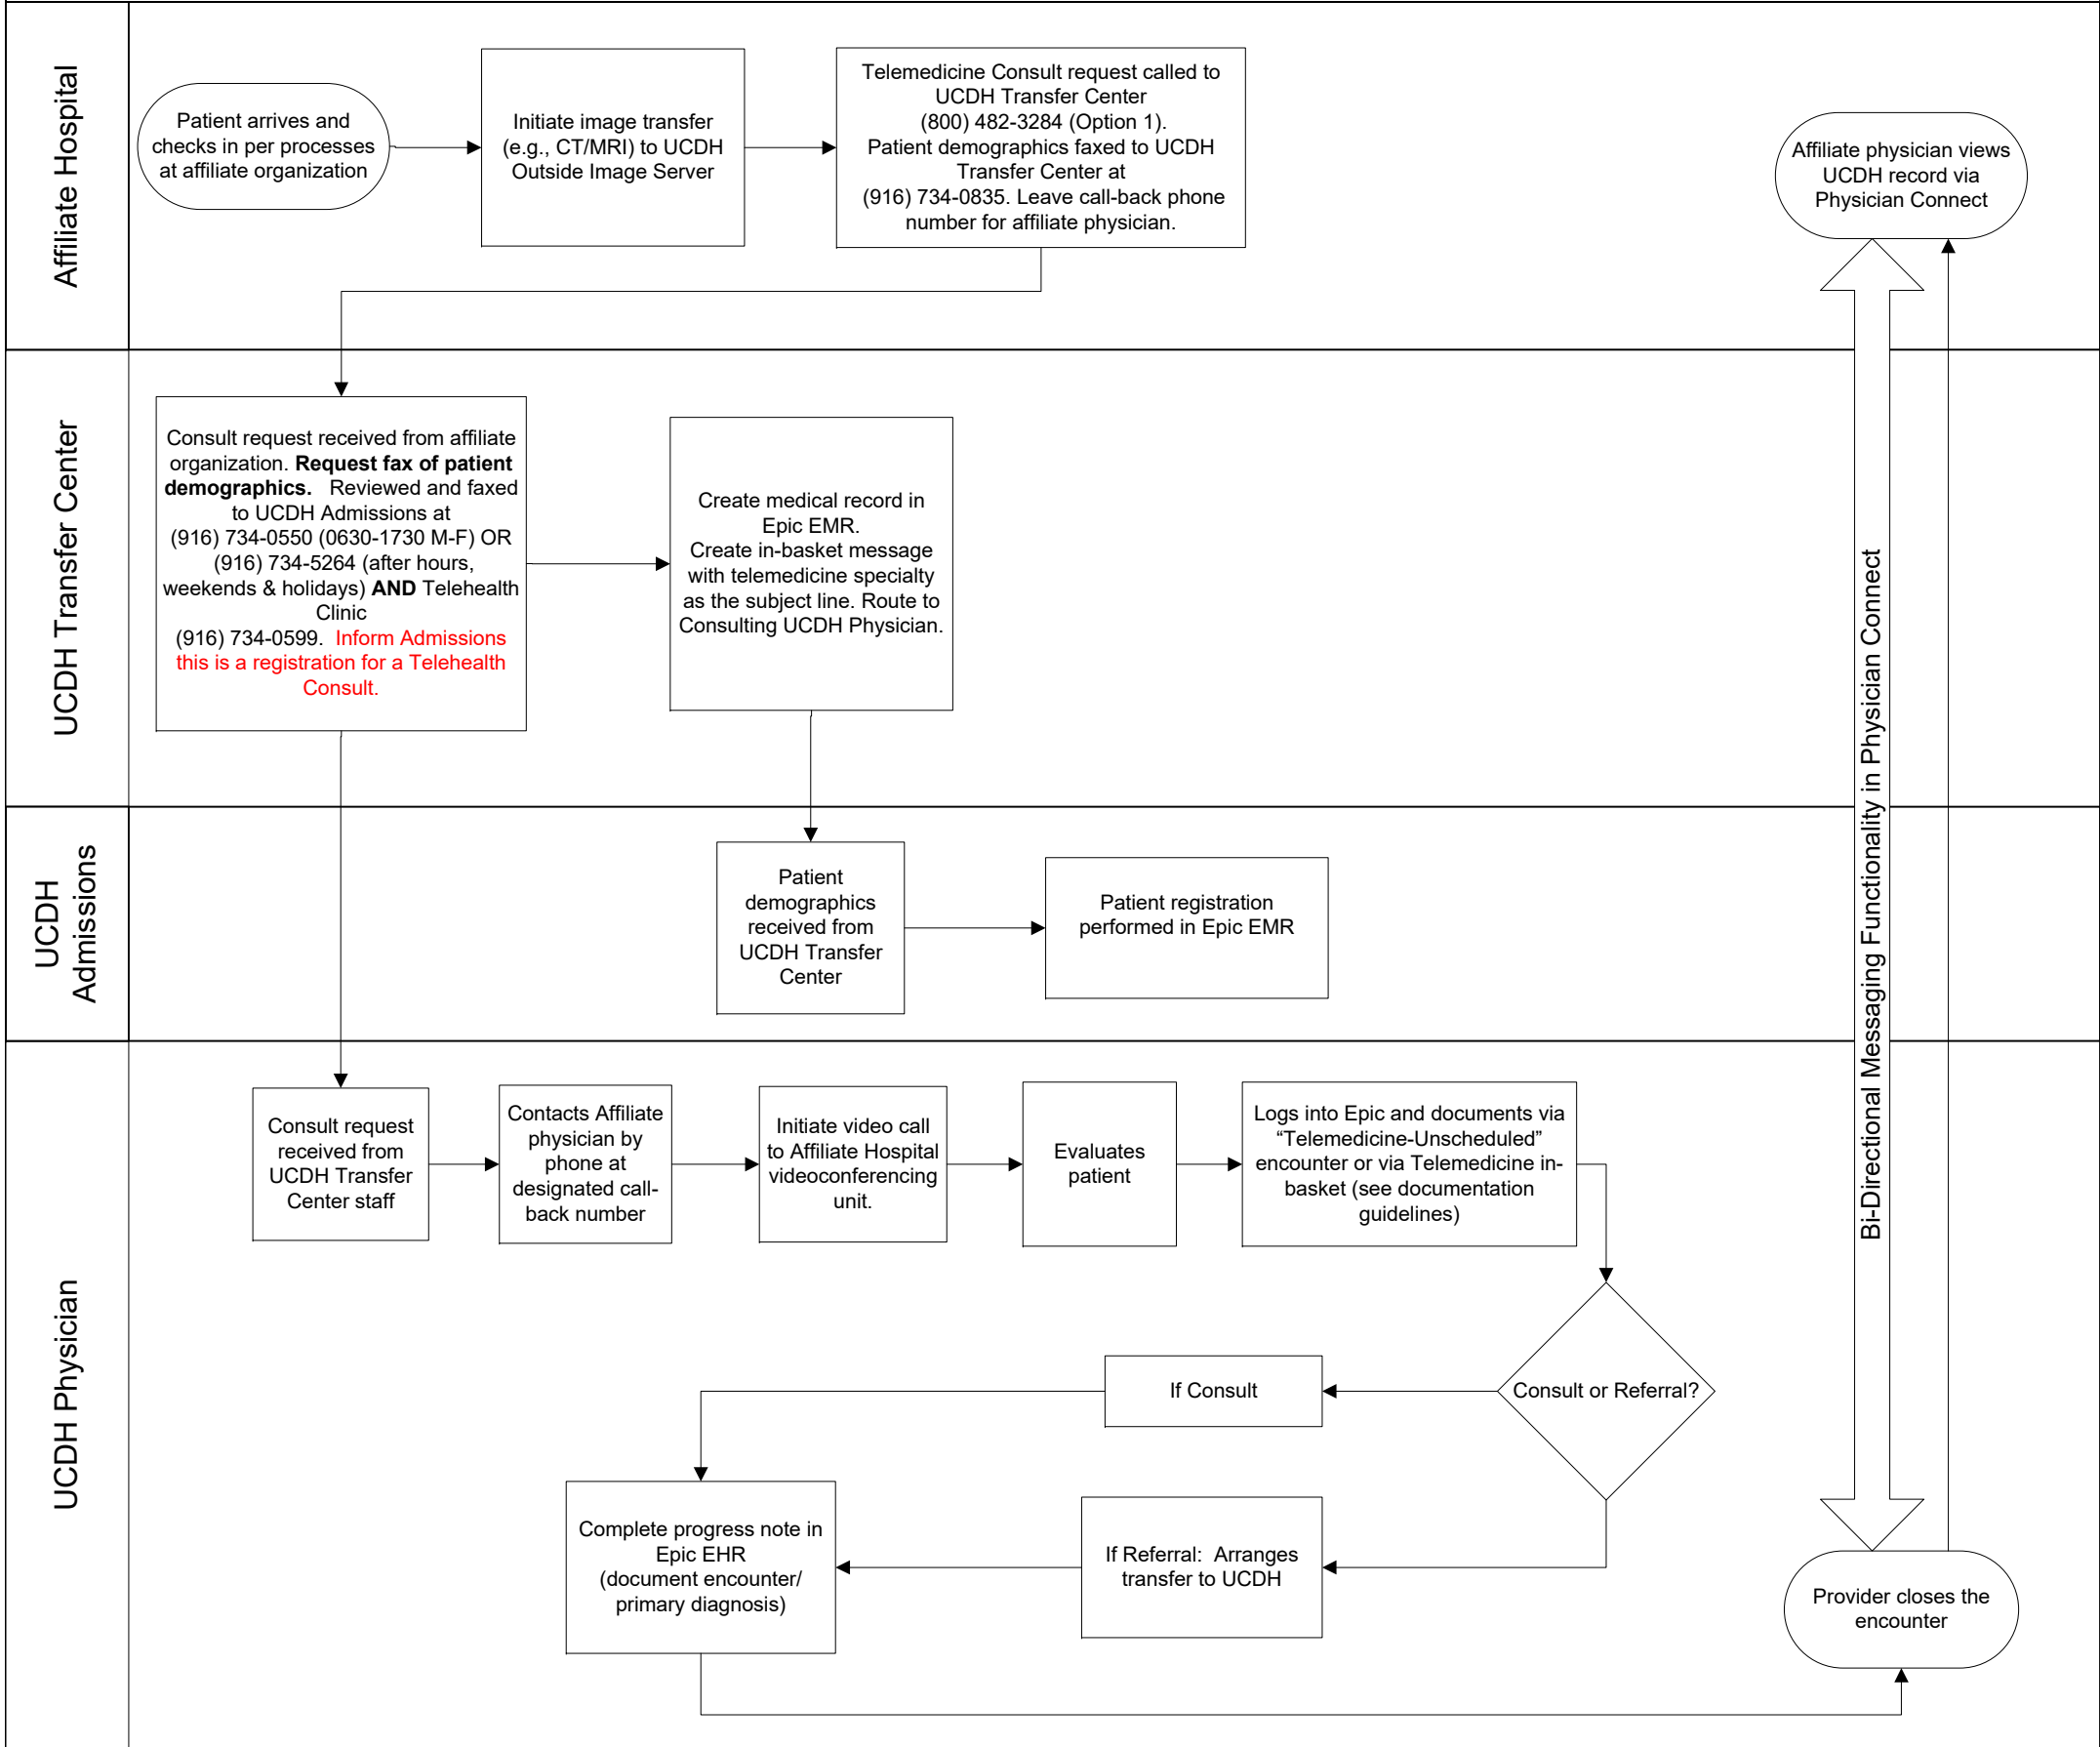 Affiliate Hospital
Patient arrives and
checks in per processes
at affiliate organization
Initiate image transfer
(e.g., CT/MRI) to UCDH
Outside Image Server
Telemedicine Consult request called to
UCDH Transfer Center
(800) 482-3284 (Option 1).
Patient demographics faxed to UCDH
Transfer Center at
(916) 734-0835. Leave call-back phone
number for affiliate physician.
Affiliate physician views
UCDH record via
Physician Connect
UCDH Transfer Center
Consult request received from affiliate
organization. Request fax of patient
demographics. Reviewed and faxed
to UCDH Admissions at
(916) 734-0550 (0630-1730 M-F) OR
(916) 734-5264 (after hours,
weekends & holidays) AND Telehealth
Clinic
(916) 734-0599. Inform Admissions
this is a registration for a Telehealth
Consult.
Create medical record in
Epic EMR.
Create in-basket message
with telemedicine specialty
as the subject line. Route to
Consulting UCDH Physician.
Bi-Directional Messaging Functionality in Physician Connect
UCDH
Admissions
Patient
demographics
received from
UCDH Transfer
Center
Patient registration
performed in Epic EMR
UCDH Physician
Consult request
received from
UCDH Transfer
Center staff
Contacts Affiliate
physician by
phone at
designated call-
back number
Initiate video call
to Affiliate Hospital
videoconferencing
unit.
Evaluates
patient
Logs into Epic and documents via
“Telemedicine-Unscheduled”
encounter or via Telemedicine in-
basket (see documentation
guidelines)
Consult or Referral?
If Consult
If Referral: Arranges
transfer to UCDH
Complete progress note in
Epic EHR
(document encounter/
primary diagnosis)
Provider closes the
encounter